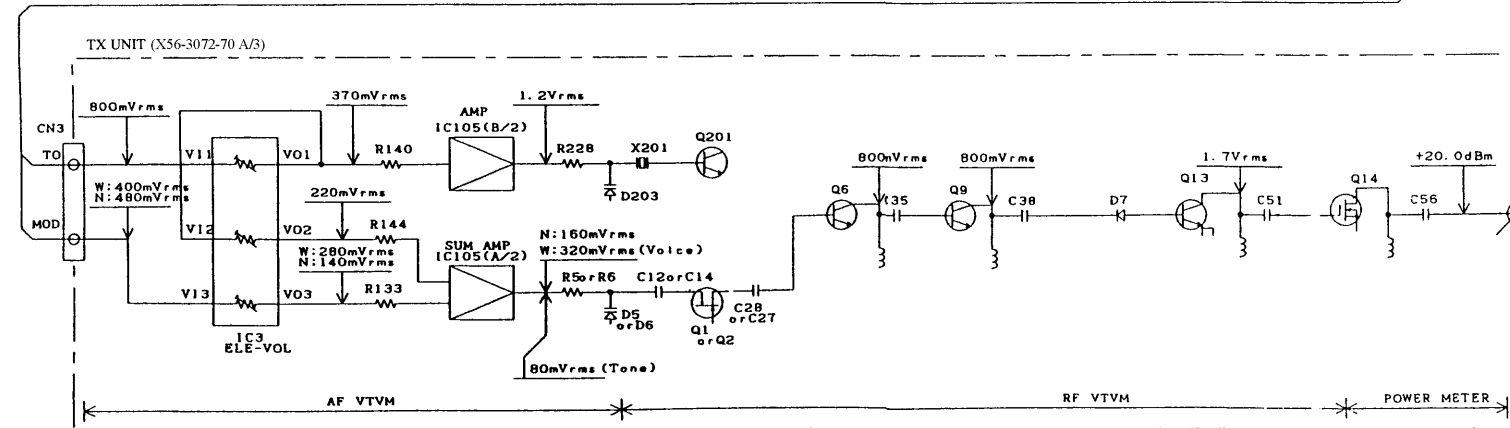 TX UNIT (X56-3072-70 A/3)
800mVrms
370mVrms
AMP
IC105(B/2)
1.2Vrms
CN3
TO
VI1
VO1
R140
R228
X201
Q201
D203
W:400mVrms
N:480mVrms
220mVrms
MOD
VI2
VO2
R144
W:280mVrms
N:140mVrms
SUM AMP
IC105(A/2)
N:160mVrms
W:320mVrms(Voice)
VI3
VO3
R133
R5orR6
C12orC14
D5
orD6
Q1
orQ2
C28
orC27
IC3
ELE-VOL
80mVrms(Tone)
800mVrms
800mVrms
1.7Vrms
+20.0dBm
Q6
C35
Q9
C38
D7
Q13
C51
Q14
C56
AF VTVM
RF VTVM
POWER METER